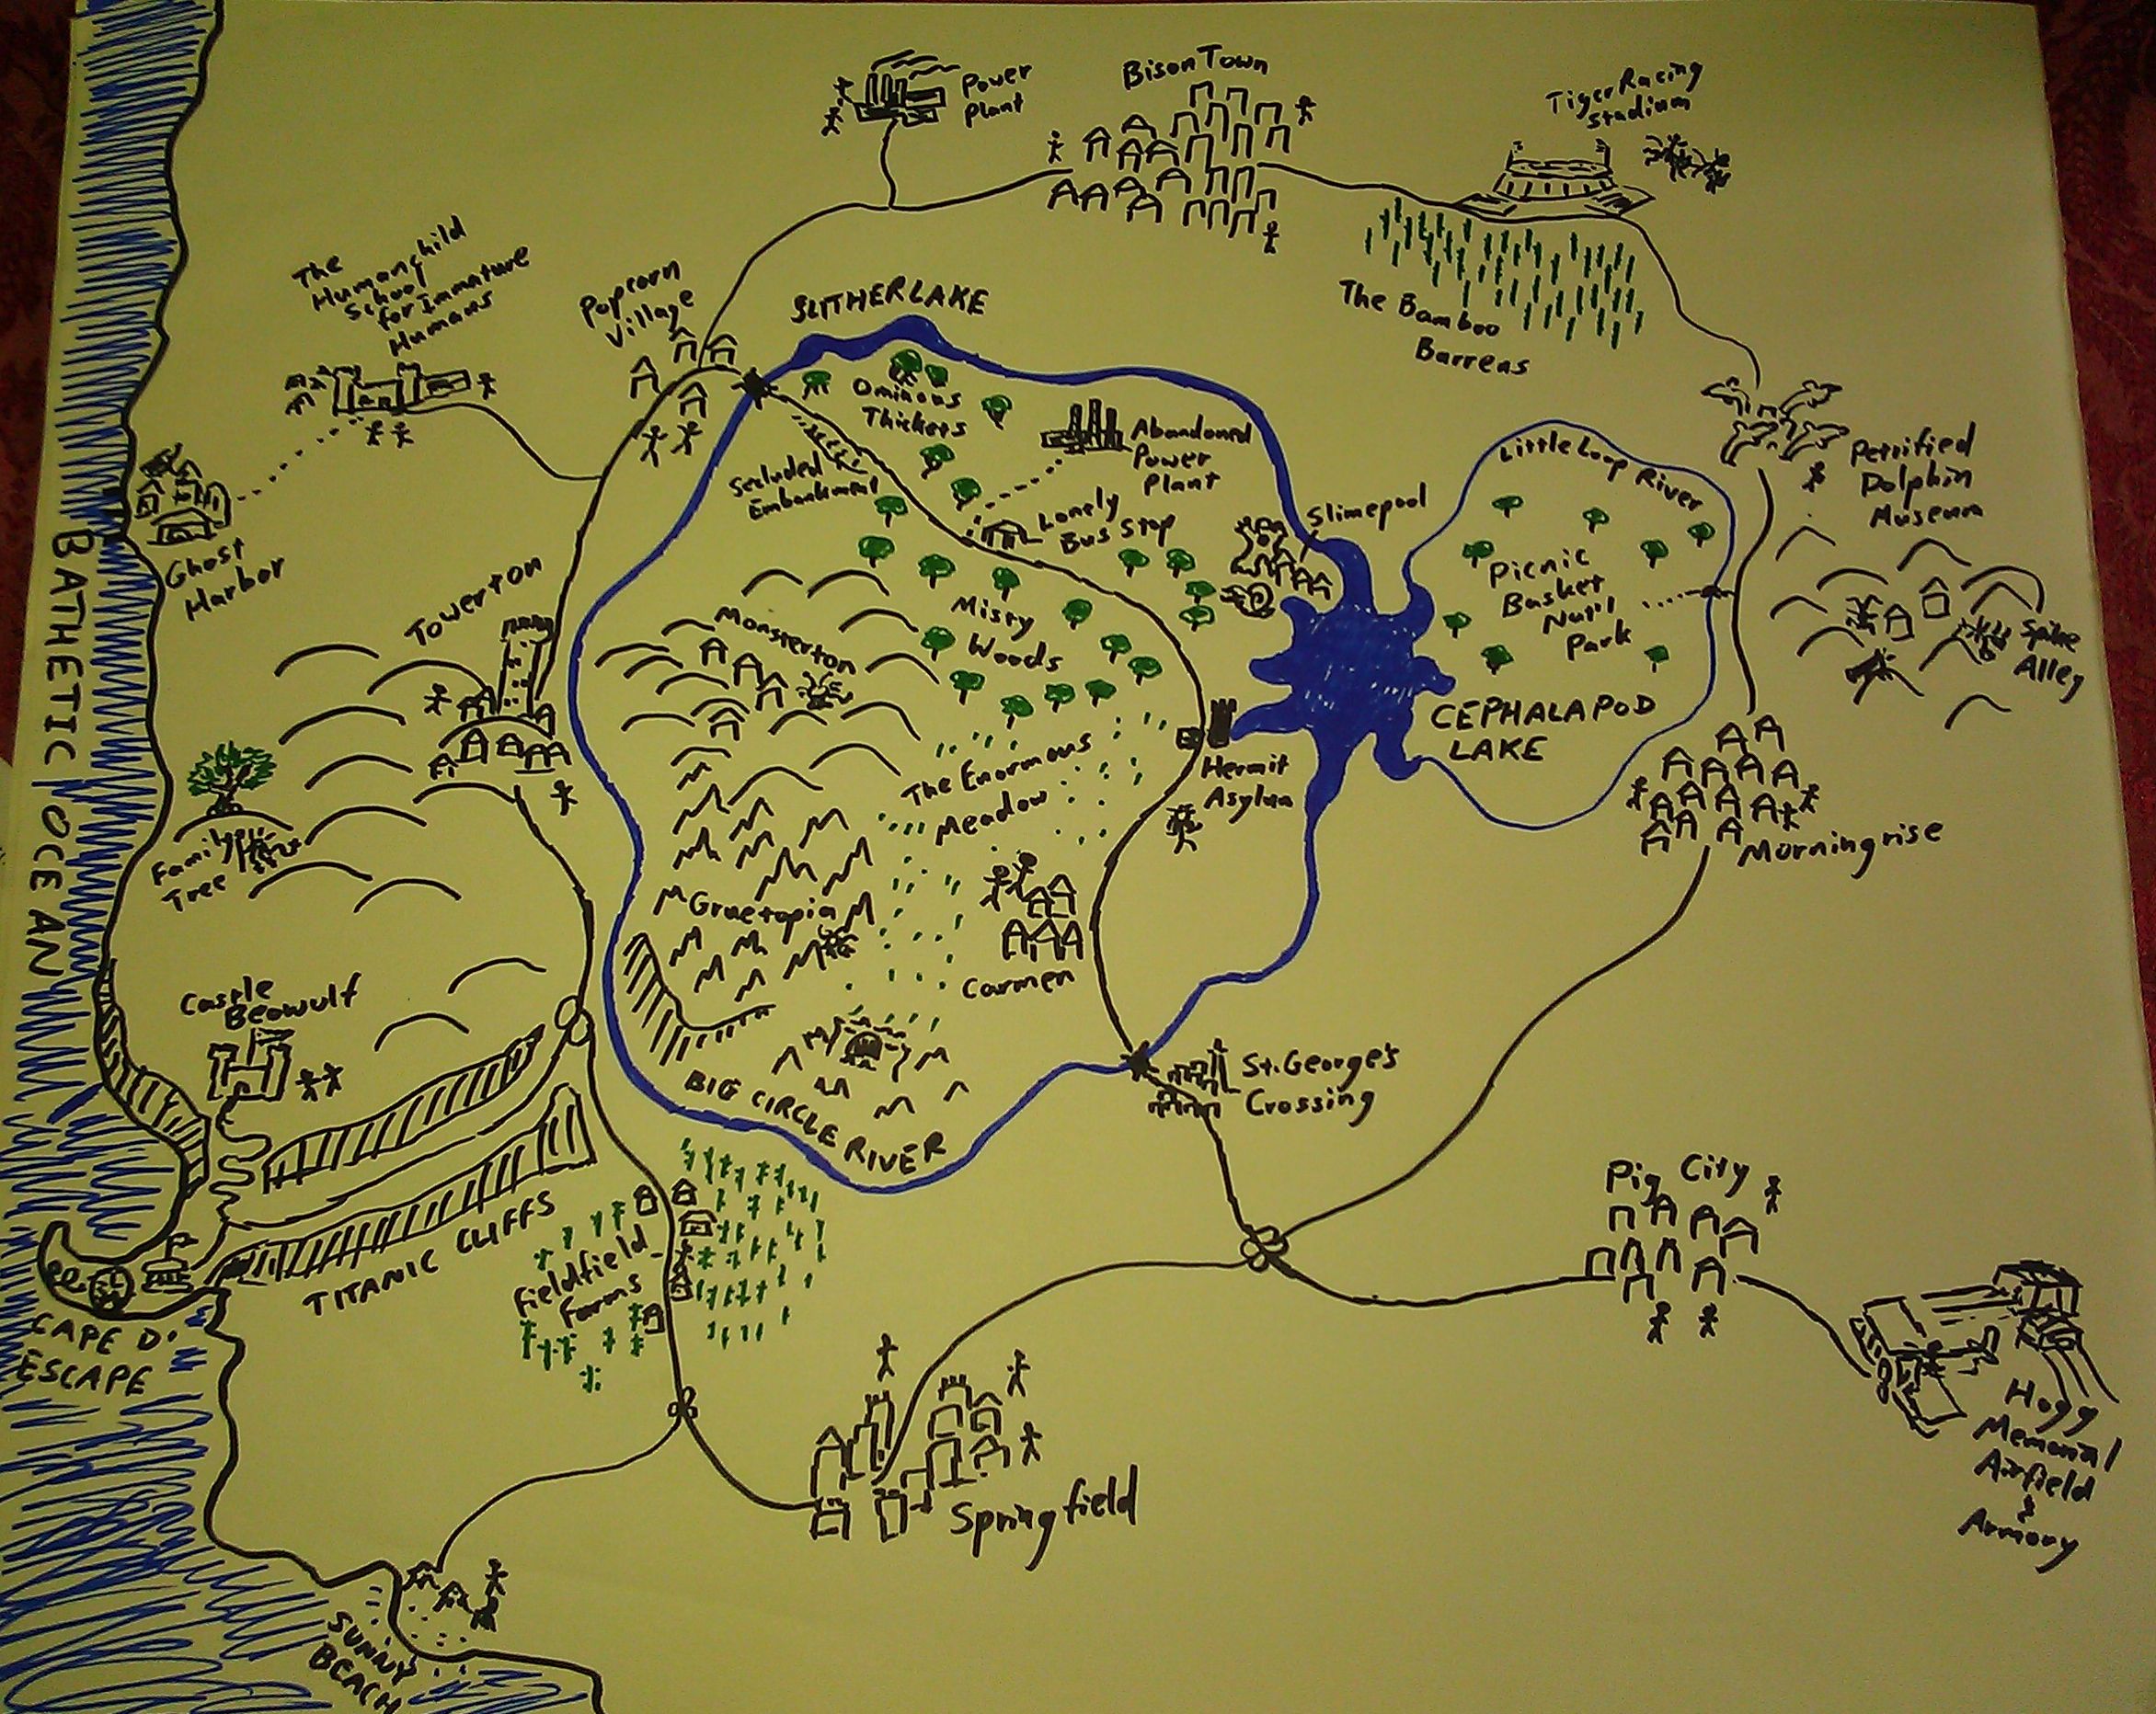 Power
Plant
Bison Town
Tiger Racing
Stadium
The
Humanchild
School
for Immature
Humans
Popcorn
Village
SLITHERLAKE
The Bamboo
Barrens
Ominous
Thickets
Abandoned
Power
Plant
Secluded
Embankment
Lonely
Bus Stop
Slimepool
Little Loop River
Petrified
Dolphin
Museum
Ghost
Harbor
BATHETIC OCEAN
Towerton
Monsterton
Misty
Woods
Picnic
Basket
Nat'l
Park
Spike
Alley
CEPHALAPOD
LAKE
The Enormous
Meadow
Hermit
Asylum
Family
Tree
Morningrise
Gruetopia
Carmen
Castle
Beowulf
St. George's
Crossing
BIG CIRCLE RIVER
TITANIC CLIFFS
Fieldfield
Farms
Pig City
CAPE D'
ESCAPE
Hogg
Memorial
Airfield
&
Armory
Springfield
SUNNY
BEACH